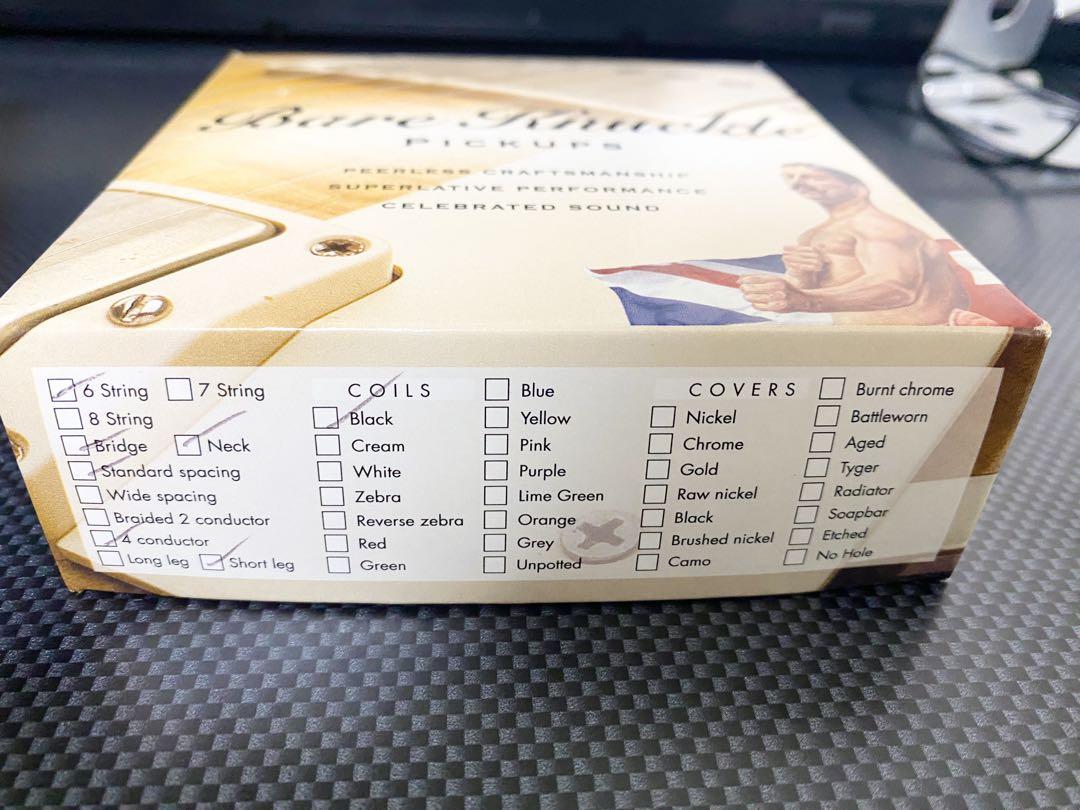 Bare Knuckle
PICKUPS
PEERLESS CRAFTSMANSHIP
SUPERLATIVE PERFORMANCE
CELEBRATED SOUND
6 String 7 String
8 String
Bridge Neck
Standard spacing
Wide spacing
Braided 2 conductor
4 conductor
Long leg Short leg
COILS
Black
Cream
White
Zebra
Reverse zebra
Red
Green
Blue
Yellow
Pink
Purple
Lime Green
Orange
Grey
Unpotted
COVERS
Nickel
Chrome
Gold
Raw nickel
Black
Brushed nickel
Camo
Burnt chrome
Battleworn
Aged
Tyger
Radiator
Soapbar
Etched
No Hole